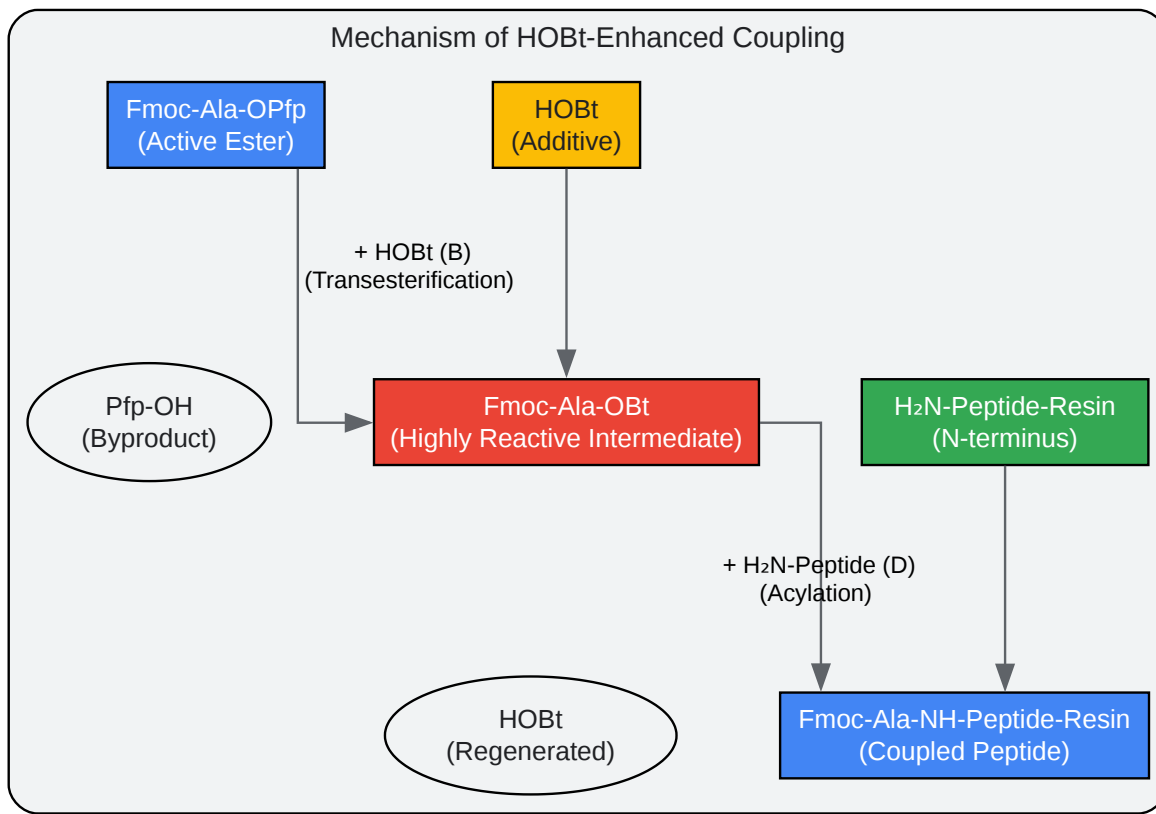 Mechanism of HOBt-Enhanced Coupling
Fmoc-Ala-OPfp
(Active Ester)
HOBt
(Additive)
+ HOBt (B)
(Transesterification)
Pfp-OH
(Byproduct)
Fmoc-Ala-OBt
(Highly Reactive Intermediate)
H₂N-Peptide-Resin
(N-terminus)
+ H₂N-Peptide (D)
(Acylation)
HOBt
(Regenerated)
Fmoc-Ala-NH-Peptide-Resin
(Coupled Peptide)